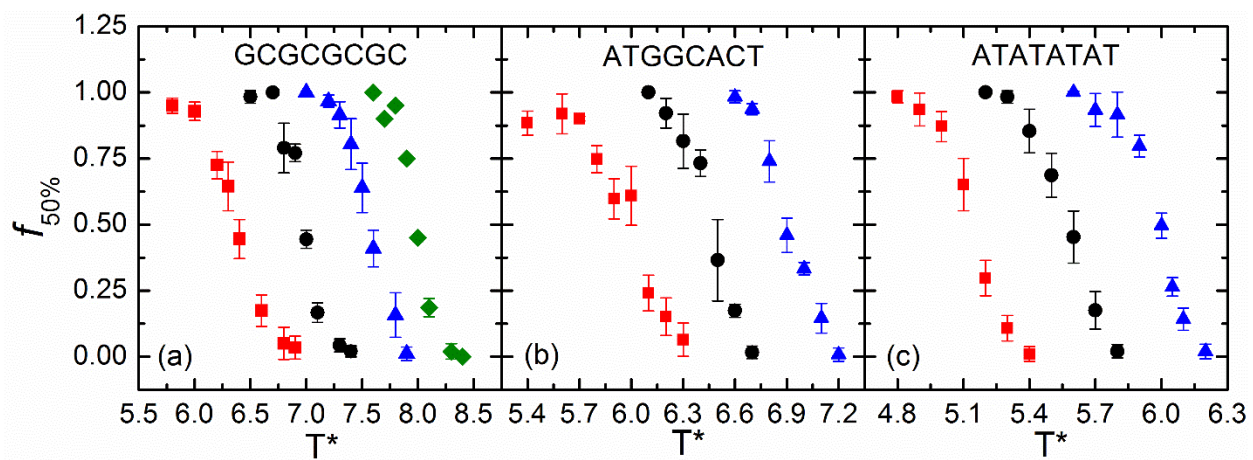 f50%
1.25
1.00
0.75
0.50
0.25
0.00
GCGCGCGC
(a)
5.5 6.0 6.5 7.0 7.5 8.0 8.5
T*
ATGGCACT
(b)
5.4 5.7 6.0 6.3 6.6 6.9 7.2
T*
ATATATAT
(c)
4.8 5.1 5.4 5.7 6.0 6.3
T*